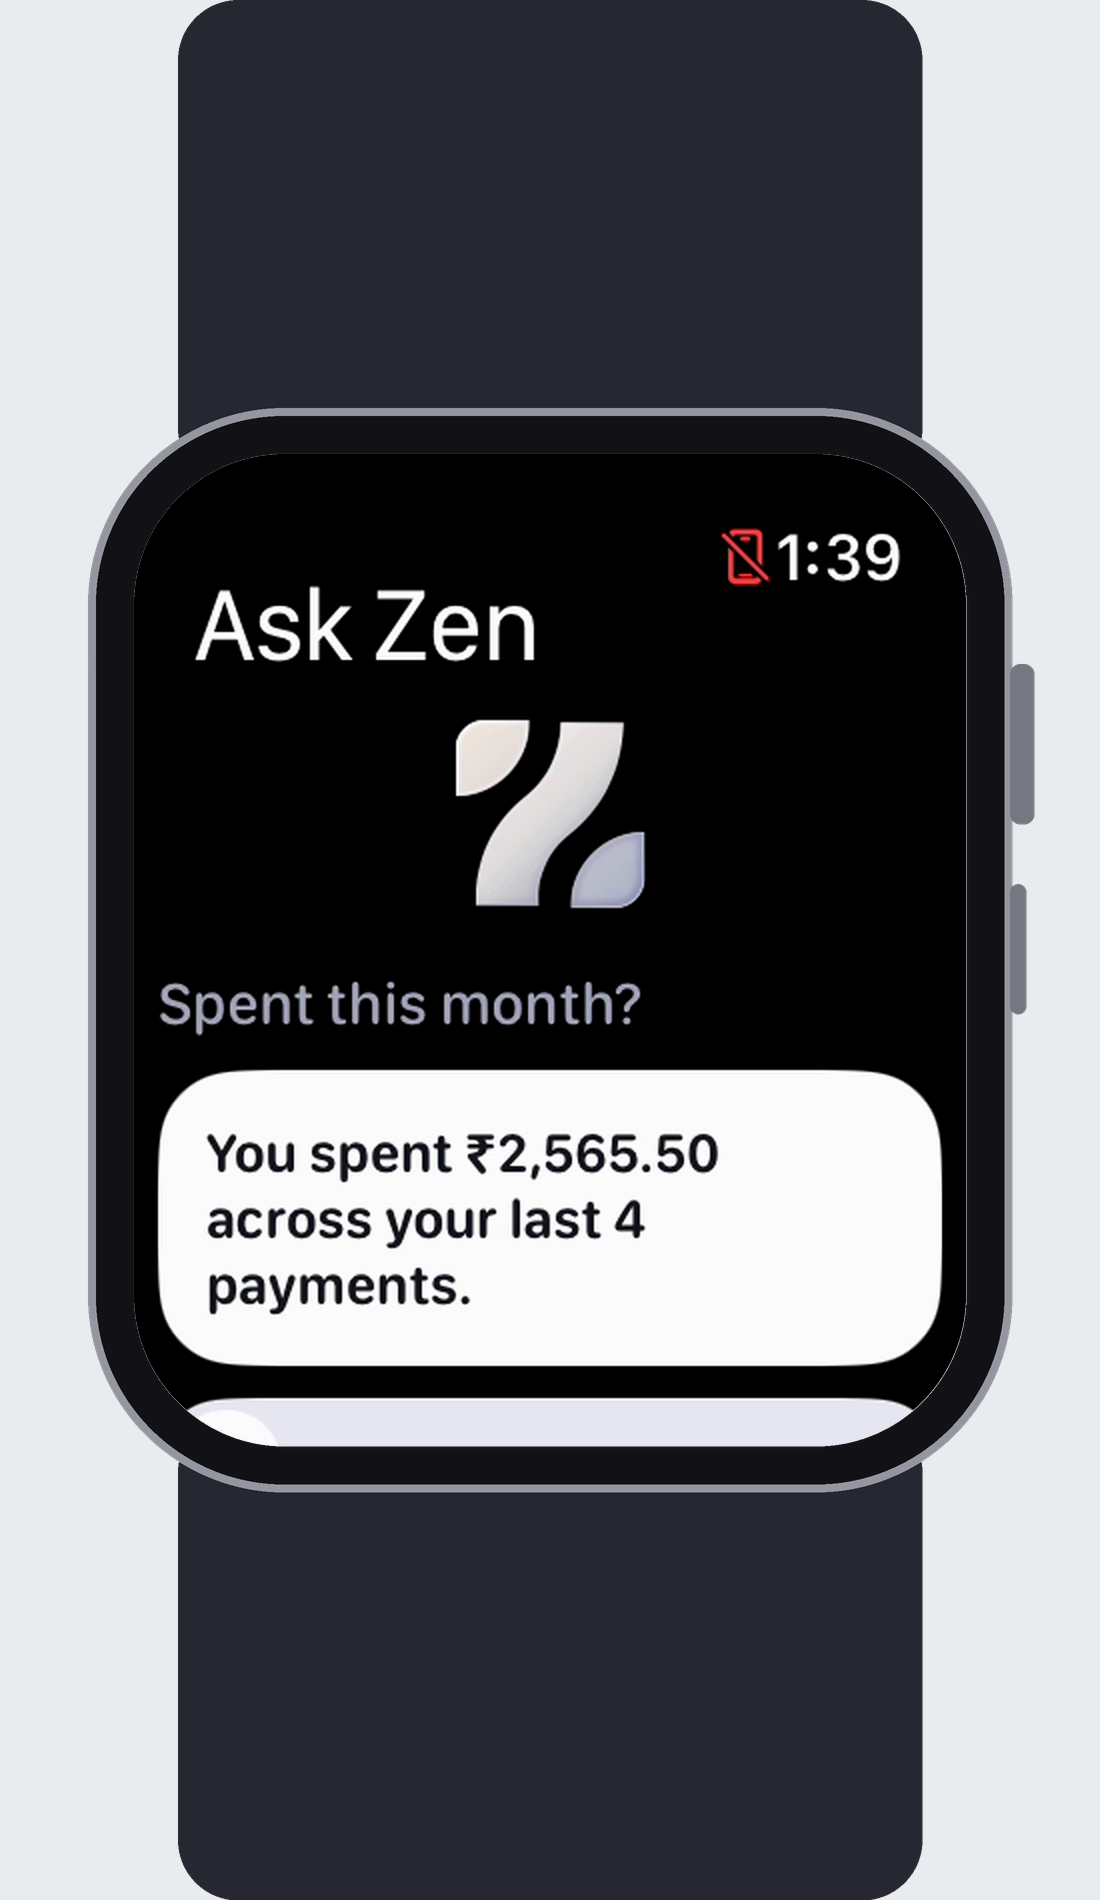 1:39
Ask Zen
Spent this month?
You spent ₹2,565.50
across your last 4
payments.